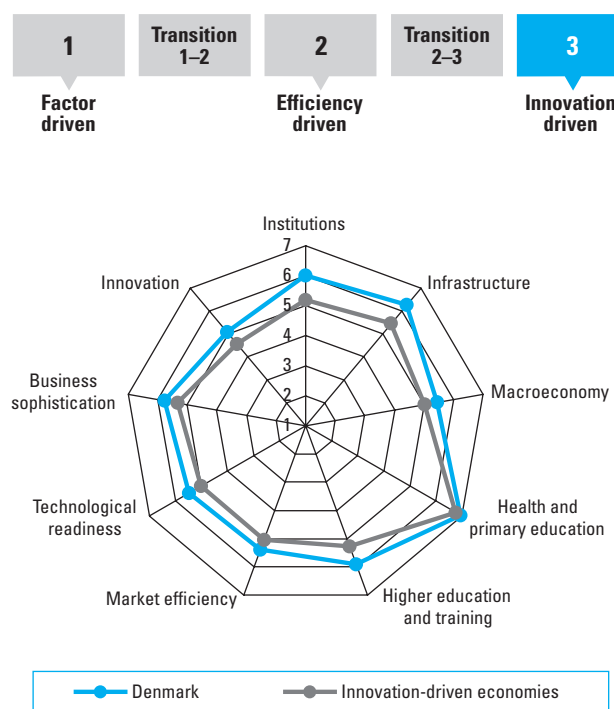 1
Transition
1–2
2
Transition
2–3
3
Factor
driven
Efficiency
driven
Innovation
driven
Institutions
7
6
5
4
3
2
1
Infrastructure
Macroeconomy
Health and
primary education
Higher education
and training
Market efficiency
Technological
readiness
Business
sophistication
Innovation
Denmark
Innovation-driven economies